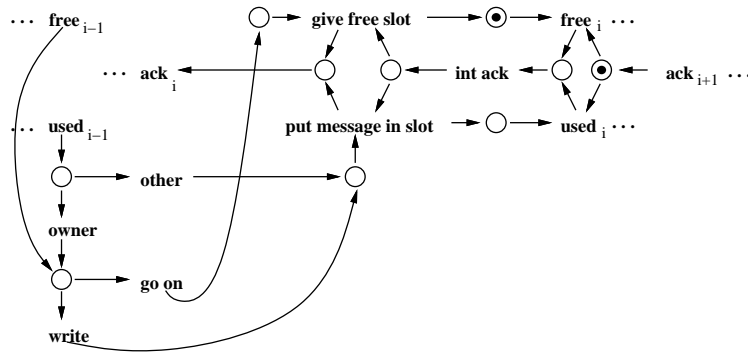 ··· free i−1 give free slot free i ···
··· ack i int ack ack i+1 ···
··· used i−1 put message in slot used i ···
other
owner
go on
write